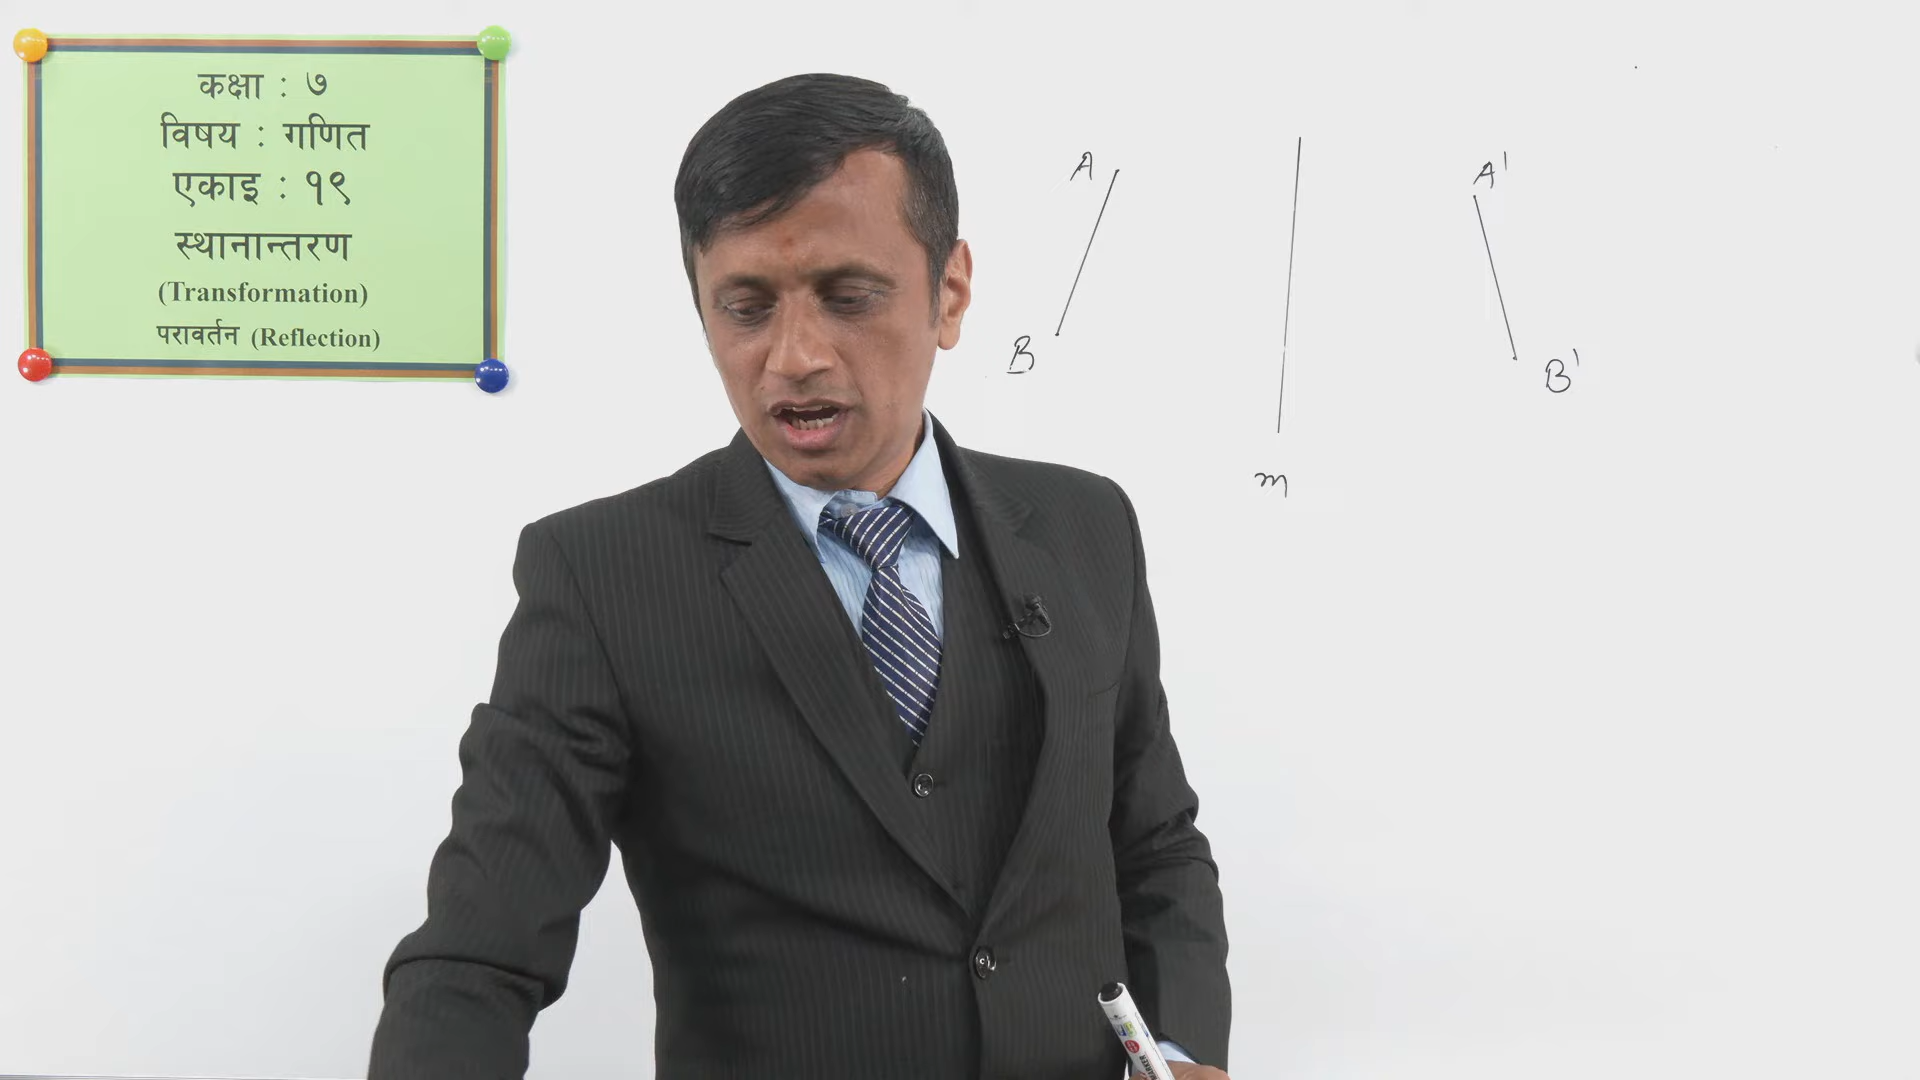 कक्षा : ७
विषय : गणित
एकाइ : १९
स्थानान्तरण
(Transformation)
परावर्तन (Reflection)
A
A'
B
B'
m